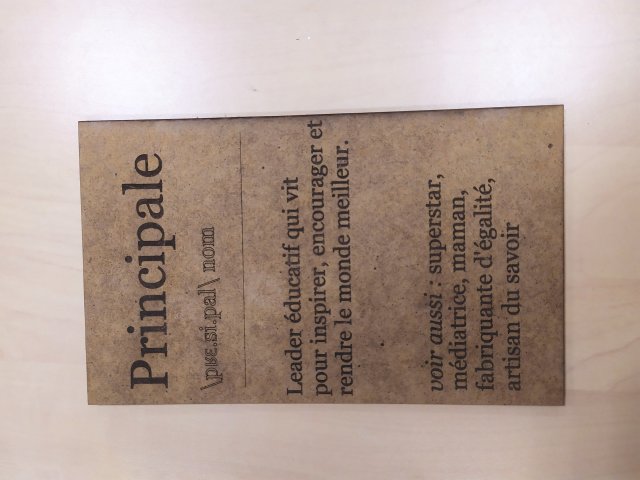 Principale
\pʁɛ̃.si.pal\ nom
Leader éducatif qui vit
pour inspirer, encourager et
rendre le monde meilleur.
voir aussi : superstar,
médiatrice, maman,
fabriquante d'égalité,
artisan du savoir